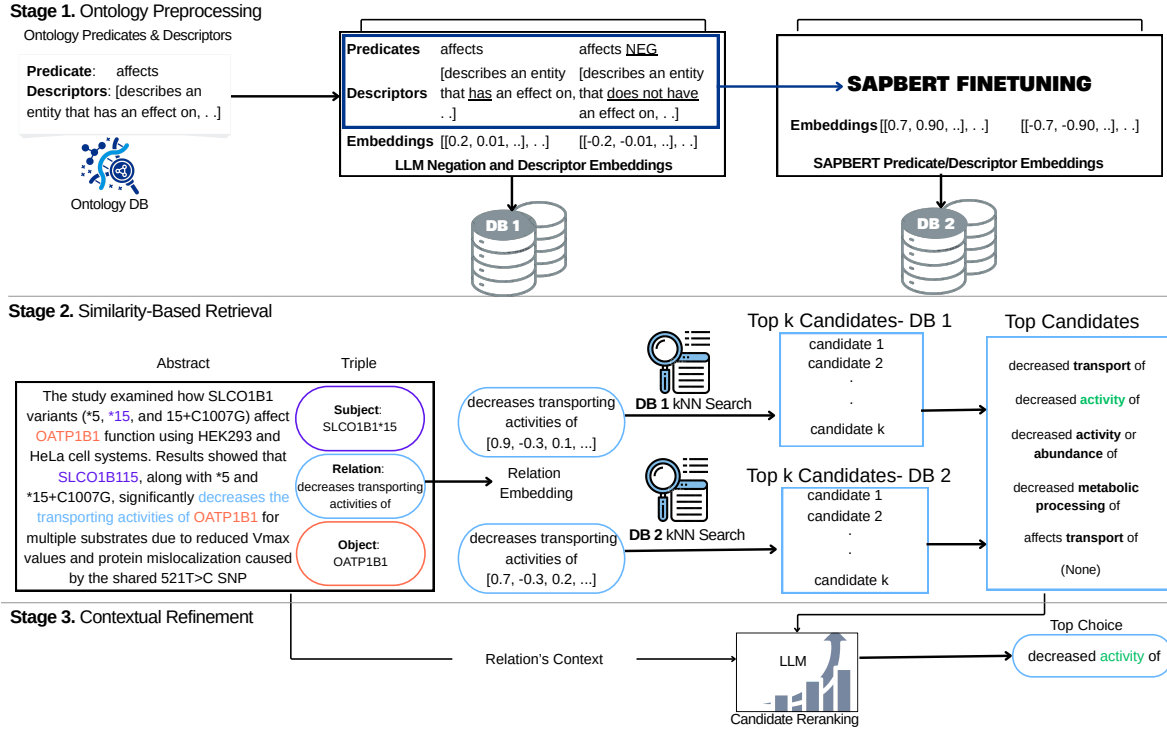 Stage 1. Ontology Preprocessing
Ontology Predicates & Descriptors
Predicate: affects
Descriptors: [describes an
entity that has an effect on, . .]
Ontology DB
Predicates affects affects NEG
Descriptors
[describes an entity
that has an effect on,
. .]
[describes an entity
that does not have
an effect on, . .]
Embeddings [[0.2, 0.01, ..], . .] [[-0.2, -0.01, ..], . .]
LLM Negation and Descriptor Embeddings
DB 1
SAPBERT FINETUNING
Embeddings [[0.7, 0.90, ..], . .] [[-0.7, -0.90, ..], . .]
SAPBERT Predicate/Descriptor Embeddings
DB 2
Stage 2. Similarity-Based Retrieval
Abstract
The study examined how SLCO1B1
variants (*5, *15, and 15+C1007G) affect
OATP1B1 function using HEK293 and
HeLa cell systems. Results showed that
SLCO1B115, along with *5 and
*15+C1007G, significantly decreases the
transporting activities of OATP1B1 for
multiple substrates due to reduced Vmax
values and protein mislocalization caused
by the shared 521T>C SNP
Triple
Subject:
SLCO1B1*15
Relation:
decreases transporting
activities of
Object:
OATP1B1
decreases transporting
activities of
[0.9, -0.3, 0.1, ...]
Relation
Embedding
decreases transporting
activities of
[0.7, -0.3, 0.2, ...]
DB 1 kNN Search
DB 2 kNN Search
Top k Candidates- DB 1
candidate 1
candidate 2
.
.
candidate k
Top k Candidates- DB 2
candidate 1
candidate 2
.
.
candidate k
Top Candidates
decreased transport of
decreased activity of
decreased activity or
abundance of
decreased metabolic
processing of
affects transport of
(None)
Stage 3. Contextual Refinement
Relation's Context
LLM
Candidate Reranking
Top Choice
decreased activity of